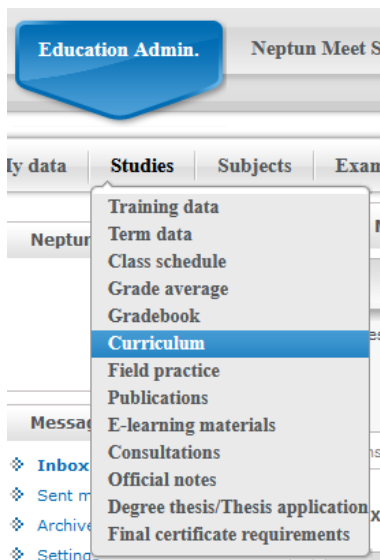 Education Admin.
Neptun Meet S
y data
Studies
Subjects
Exan
Training data
Term data
Class schedule
Grade average
Gradebook
Curriculum
Field practice
Publications
E-learning materials
Consultations
Official notes
Degree thesis/Thesis application
Final certificate requirements
Neptun
Messag
Inbox
Sent m
Archive
Setting